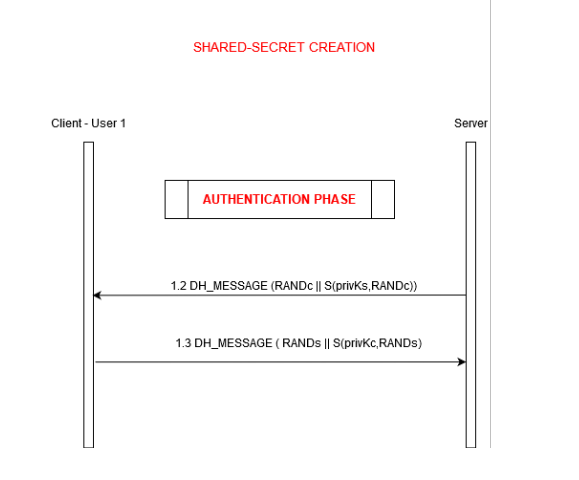 SHARED-SECRET CREATION
Client - User 1
Server
AUTHENTICATION PHASE
1.2 DH_MESSAGE (RANDc || S(privKs,RANDc))
1.3 DH_MESSAGE ( RANDs || S(privKc,RANDs)